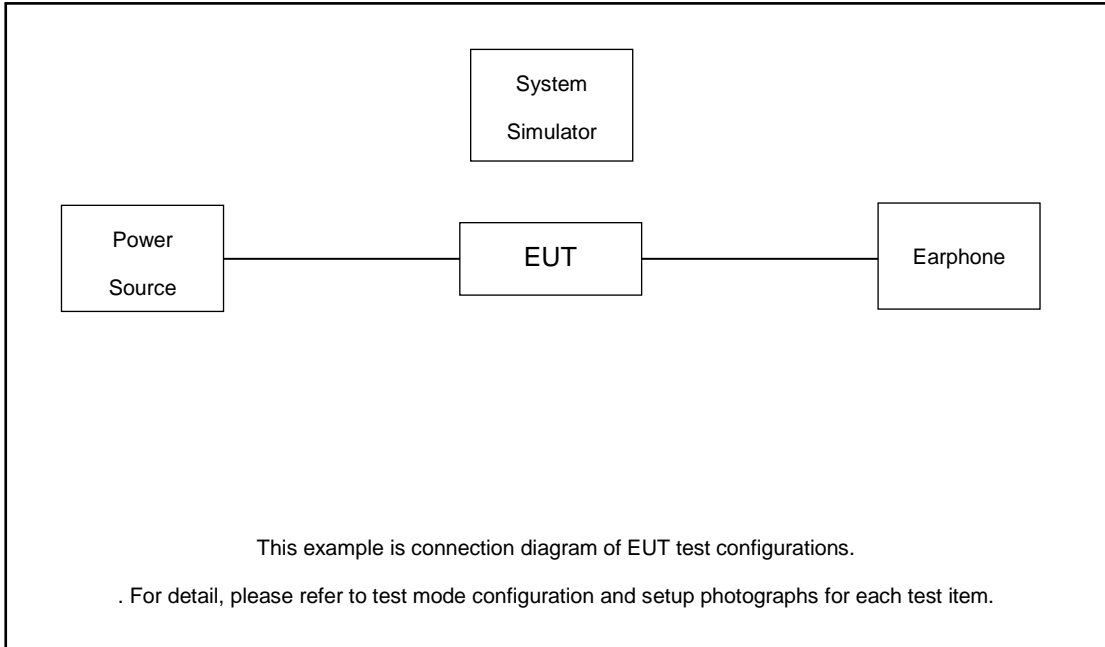 System
Simulator
Power
Source
EUT
Earphone
This example is connection diagram of EUT test configurations.
. For detail, please refer to test mode configuration and setup photographs for each test item.